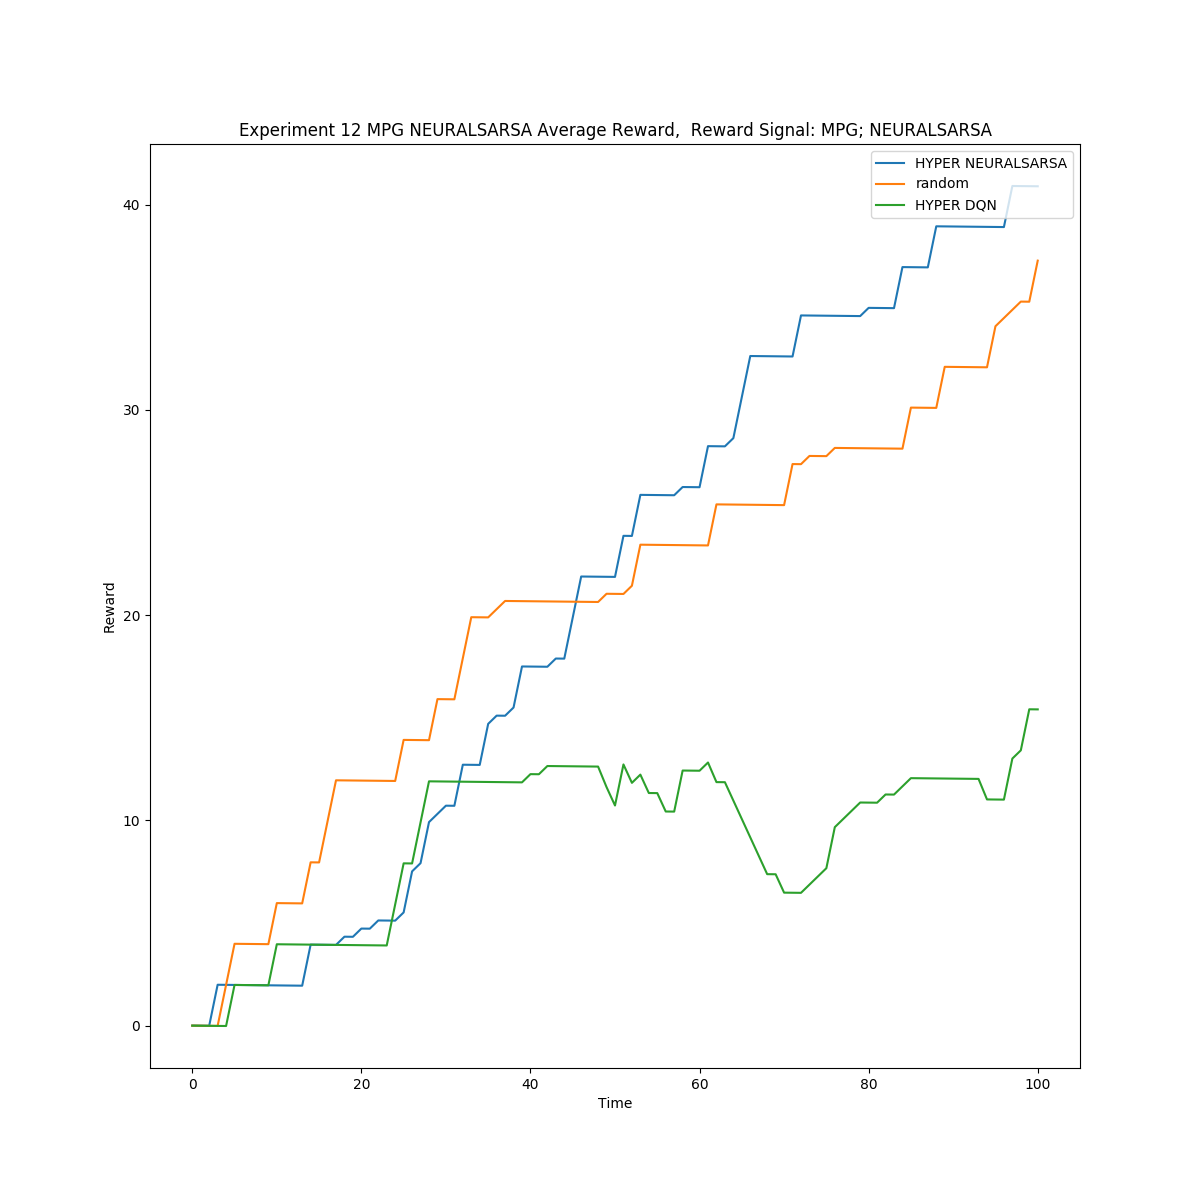 Experiment 12 MPG NEURALSARSA Average Reward,  Reward Signal: MPG; NEURALSARSA
HYPER NEURALSARSA
random
HYPER DQN
40
30
20
10
0
Reward
0 20 40 60 80 100
Time